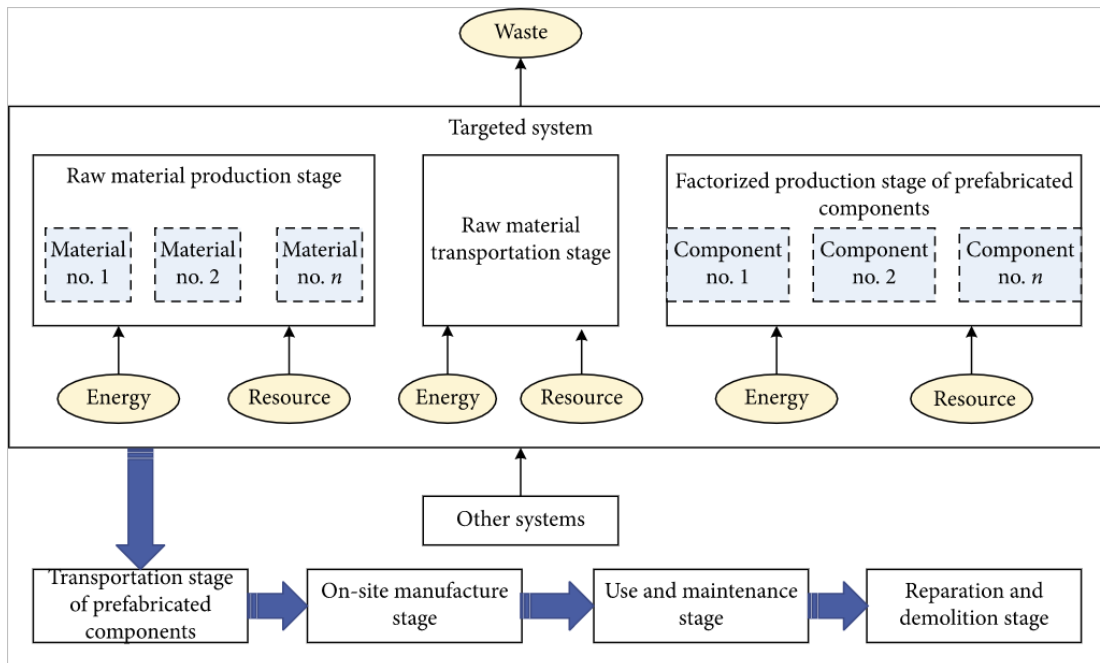 Waste
Targeted system
Raw material production stage
Material
no. 1
Material
no. 2
Material
no. n
Energy
Resource
Raw material
transportation stage
Energy
Resource
Factorized production stage of prefabricated
components
Component
no. 1
Component
no. 2
Component
no. n
Energy
Resource
Other systems
Transportation stage
of prefabricated
components
On-site manufacture
stage
Use and maintenance
stage
Reparation and
demolition stage